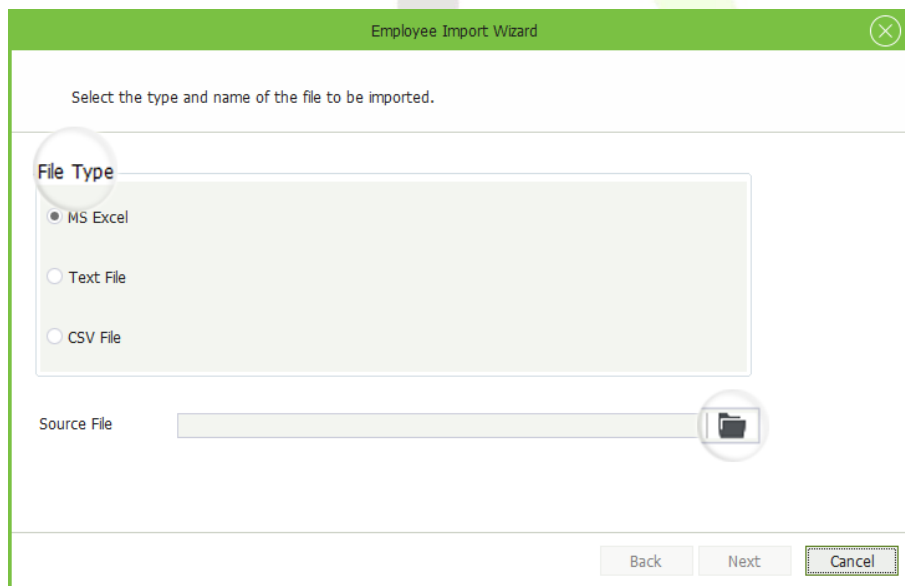 Employee Import Wizard
Select the type and name of the file to be imported.
File Type
MS Excel
Text File
CSV File
Source File
Back Next Cancel